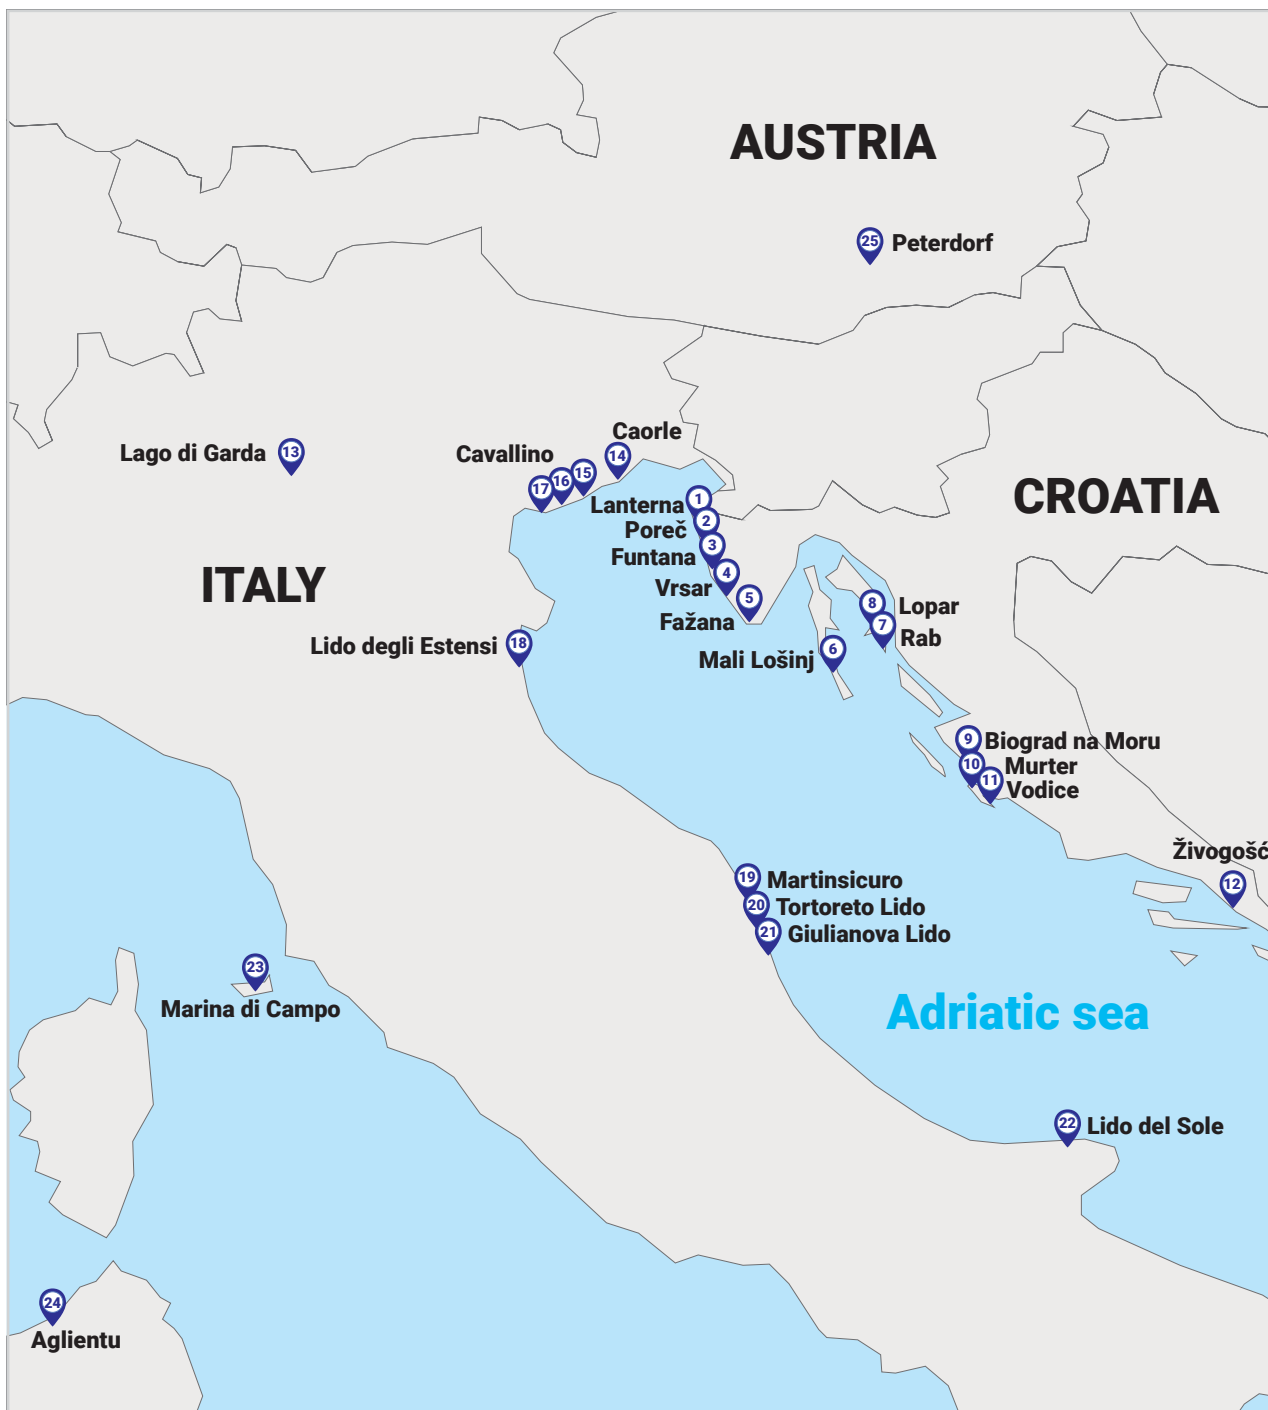 AUSTRIA
25 Peterdorf
Caorle
14
Lago di Garda 13
Cavallino
15
16
17
1
Lanterna
CROATIA
2
Poreč
3
Funtana
4
Vrsar
ITALY
5
Fažana
8 Lopar
7
Rab
Lido degli Estensi 18
6
Mali Lošinj
9 Biograd na Moru
10 Murter
11
Vodice
Živogošć
12
19 Martinsicuro
20 Tortoreto Lido
21 Giulianova Lido
23
Marina di Campo
Adriatic sea
22 Lido del Sole
24
Aglientu